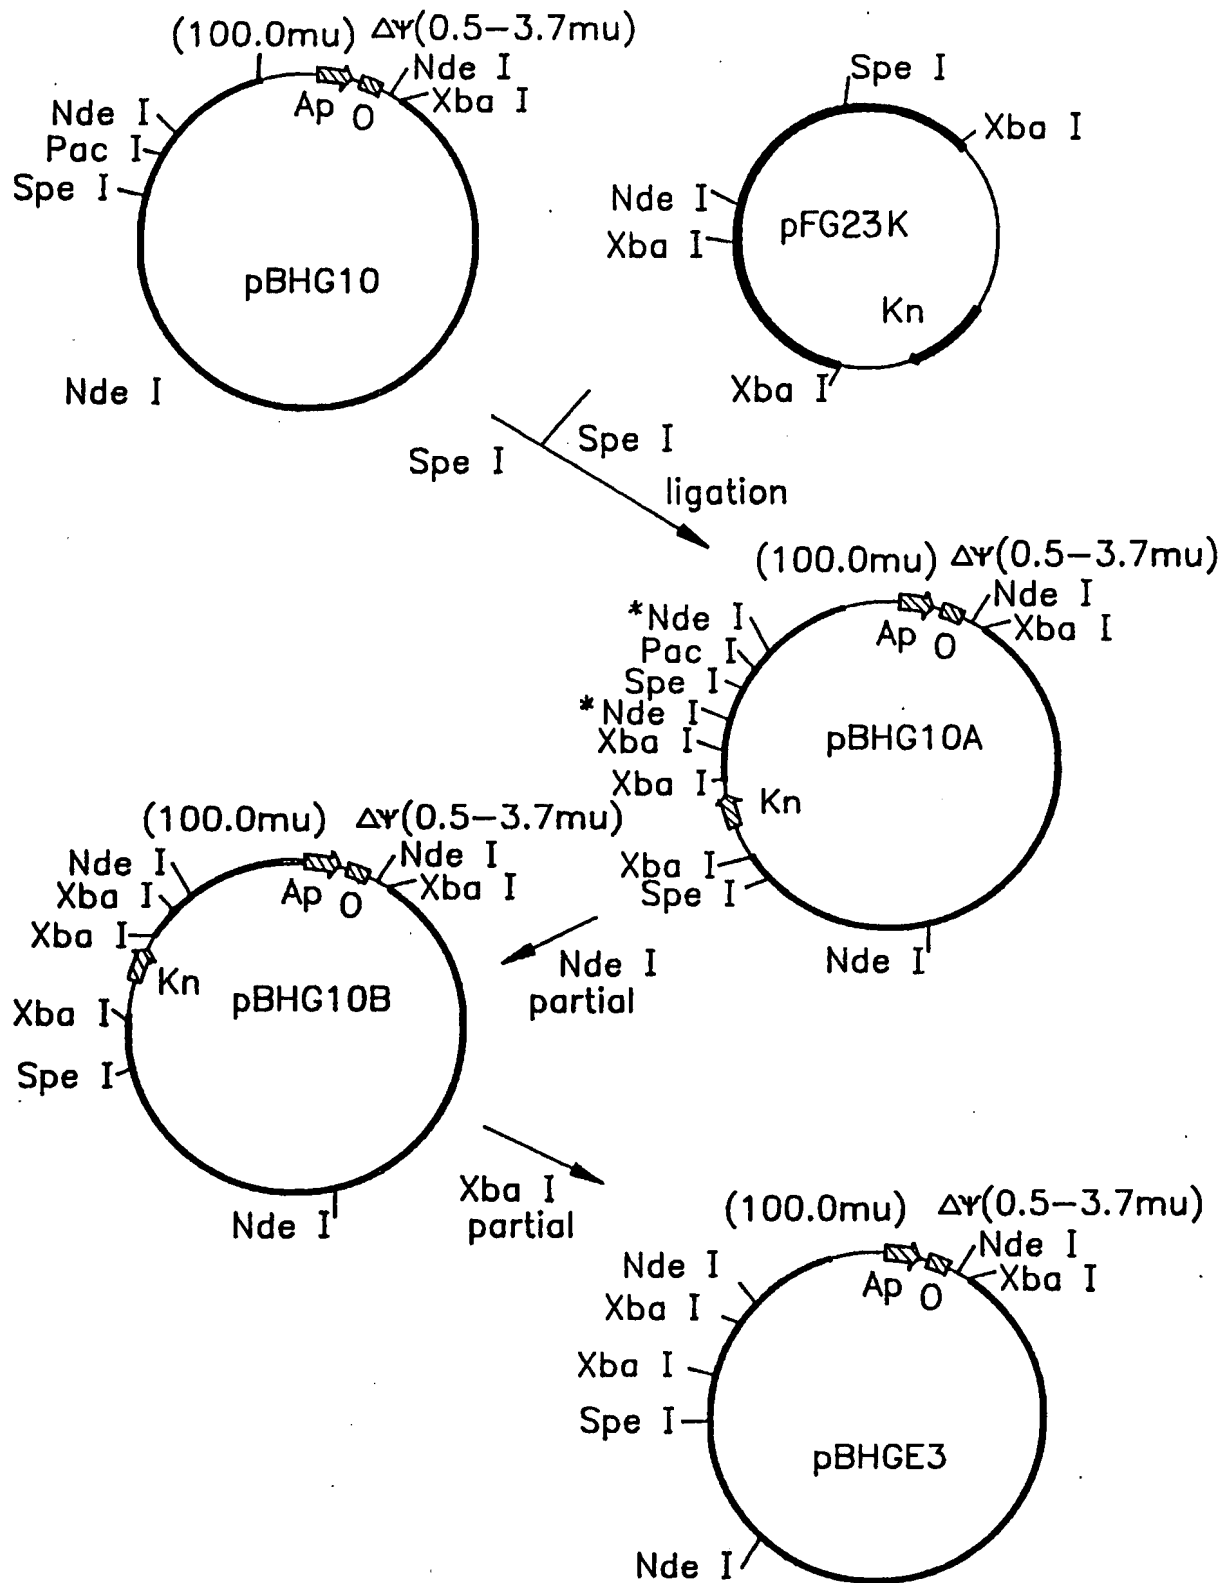 (100.0mu) ΔΨ(0.5–3.7mu)
Nde I
Xba I
Ap O
Nde I
Pac I
Spe I
pBHG10
Nde I
Spe I
Xba I
Nde I
Xba I
pFG23K
Kn
Xba I
Spe I
Spe I
ligation
(100.0mu) ΔΨ(0.5–3.7mu)
Nde I
Xba I
Ap O
*Nde I
Pac I
Spe I
*Nde I
Xba I
Xba I
Kn
Xba I
Spe I
pBHG10A
Nde I
Nde I
partial
(100.0mu) ΔΨ(0.5–3.7mu)
Nde I
Xba I
Ap O
Nde I
Xba I
Xba I
Kn
Xba I
Spe I
pBHG10B
Nde I
Xba I
partial
(100.0mu) ΔΨ(0.5–3.7mu)
Nde I
Xba I
Ap O
Nde I
Xba I
Xba I
Spe I
pBHGE3
Nde I